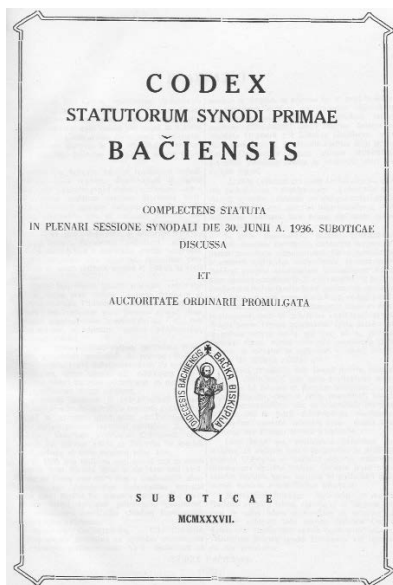 CODEX
STATUTORUM SYNODI PRIMAE
BAČIENSIS
COMPLECTENS STATUTA
IN PLENARI SESSIONE SYNODALI DIE 30. JUNII A. 1936. SUBOTICAE
DISCUSSA
ET
AUCTORITATE ORDINARII PROMULGATA
DIOECESIS BACHIENSIS
BAČKA BISKUPIJA
SUBOTICAE
MCMXXXVII.